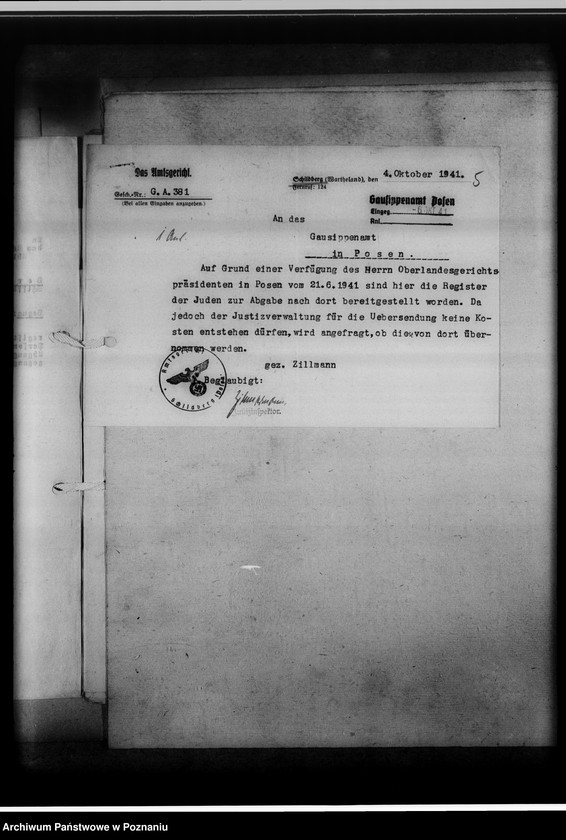 Das Amtsgericht.
Schildberg (Wartheland), den 4.Oktober 1941.
5
Gesch.-Nr.: G.A.381
(Bei allen Eingaben anzugeben.)
Gausippenamt Posen
Eingeg.
Anl.
An das
Gausippenamt
in Posen.
Auf Grund einer Verfügung des Herrn Oberlandesgerichts
präsidenten in Posen vom 21.6.1941 sind hier die Register
der Juden zur Abgabe nach dort bereitgestellt worden. Da
jedoch der Justizverwaltung für die Uebersendung keine Ko-
sten entstehen dürfen,wird angefragt,ob die von dort über-
nommen werden.
gez. Zillmann
Beglaubigt:
Archiwum Państwowe w Poznaniu